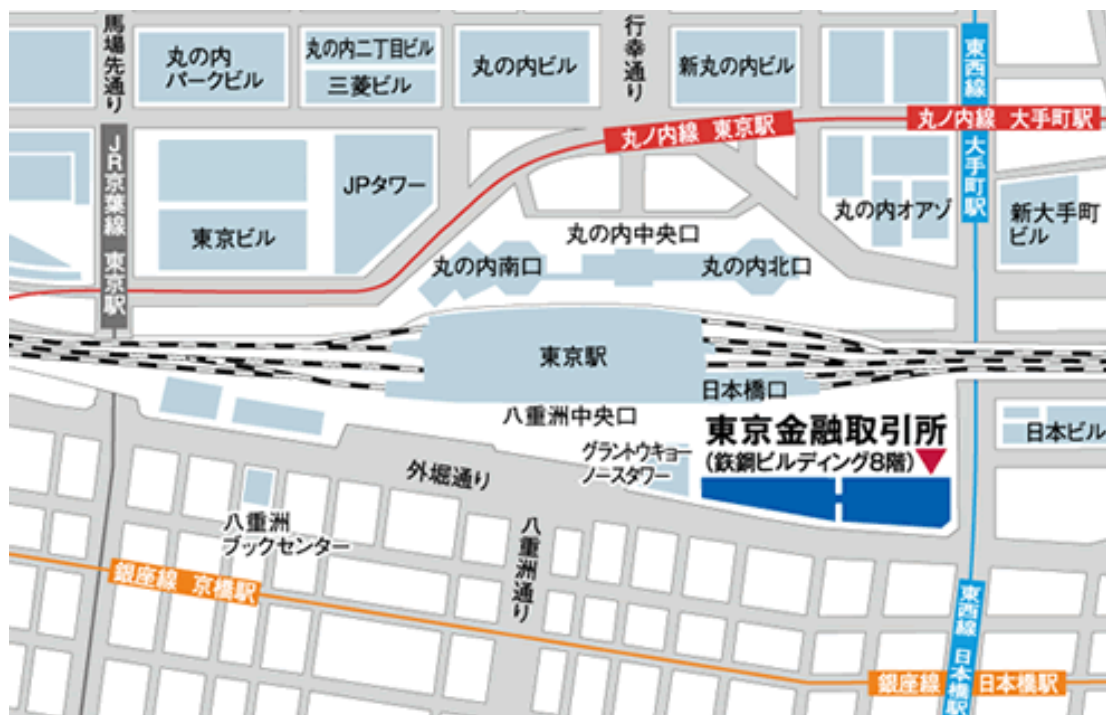 馬場先通り
丸の内
パークビル
丸の内二丁目ビル
三菱ビル
丸の内ビル
行幸通り
新丸の内ビル
東西線 大手町駅
丸ノ内線 東京駅
丸ノ内線 大手町駅
JR京葉線 東京駅
JPタワー
東京ビル
丸の内オアゾ
新大手町
ビル
丸の内中央口
丸の内南口
丸の内北口
東京駅
日本橋口
八重洲中央口
東京金融取引所
(鉄鋼ビルディング8階)
日本ビル
グラントウキョー
ノースタワー
外堀通り
八重洲
ブックセンター
八重洲通り
銀座線 京橋駅
東西線 日本橋駅
銀座線 日本橋駅